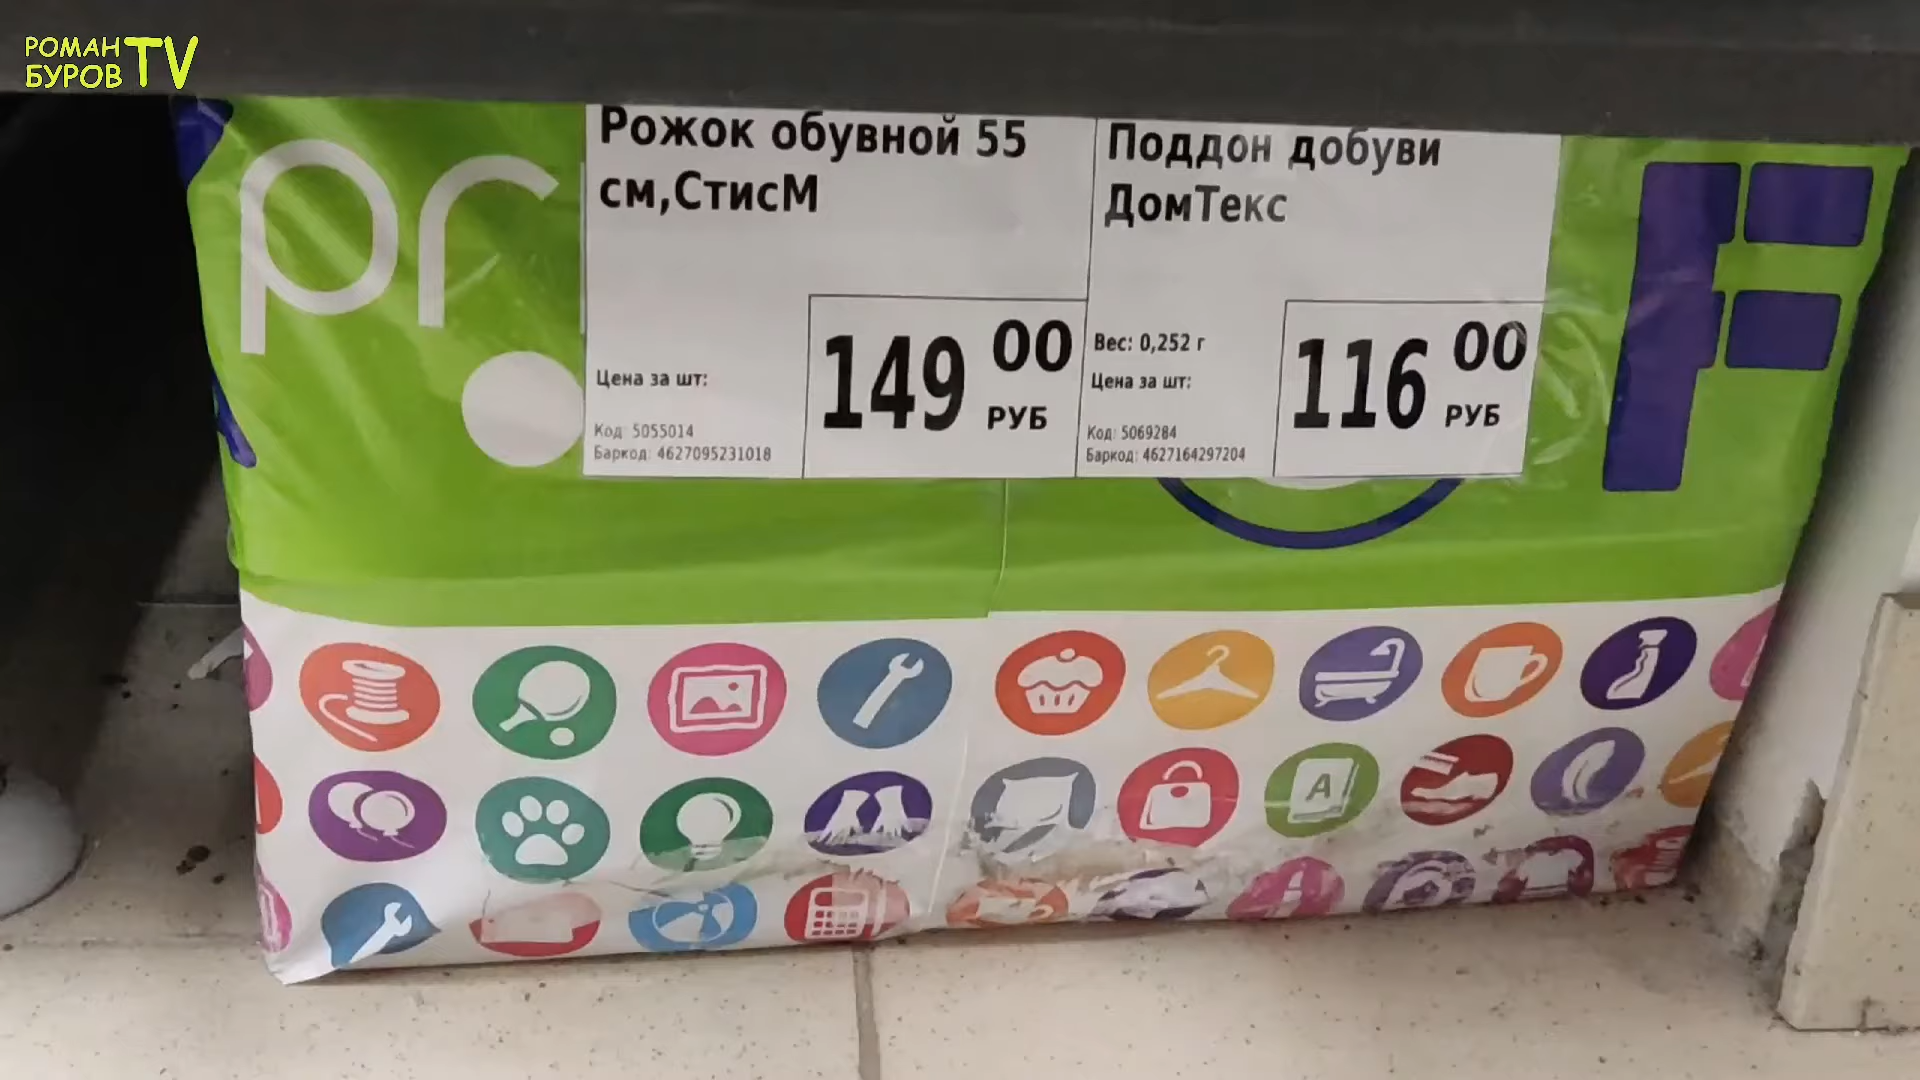 РОМАН
БУРОВ TV
pr
F
Рожок обувной 55
см,СтисМ
Цена за шт:
149 00
РУБ
Код: 5055014
Баркод: 4627095231018
Поддон добуви
ДомТекс
Вес: 0,252 г
Цена за шт:
116 00
РУБ
Код: 5069284
Баркод: 4627164297204
A